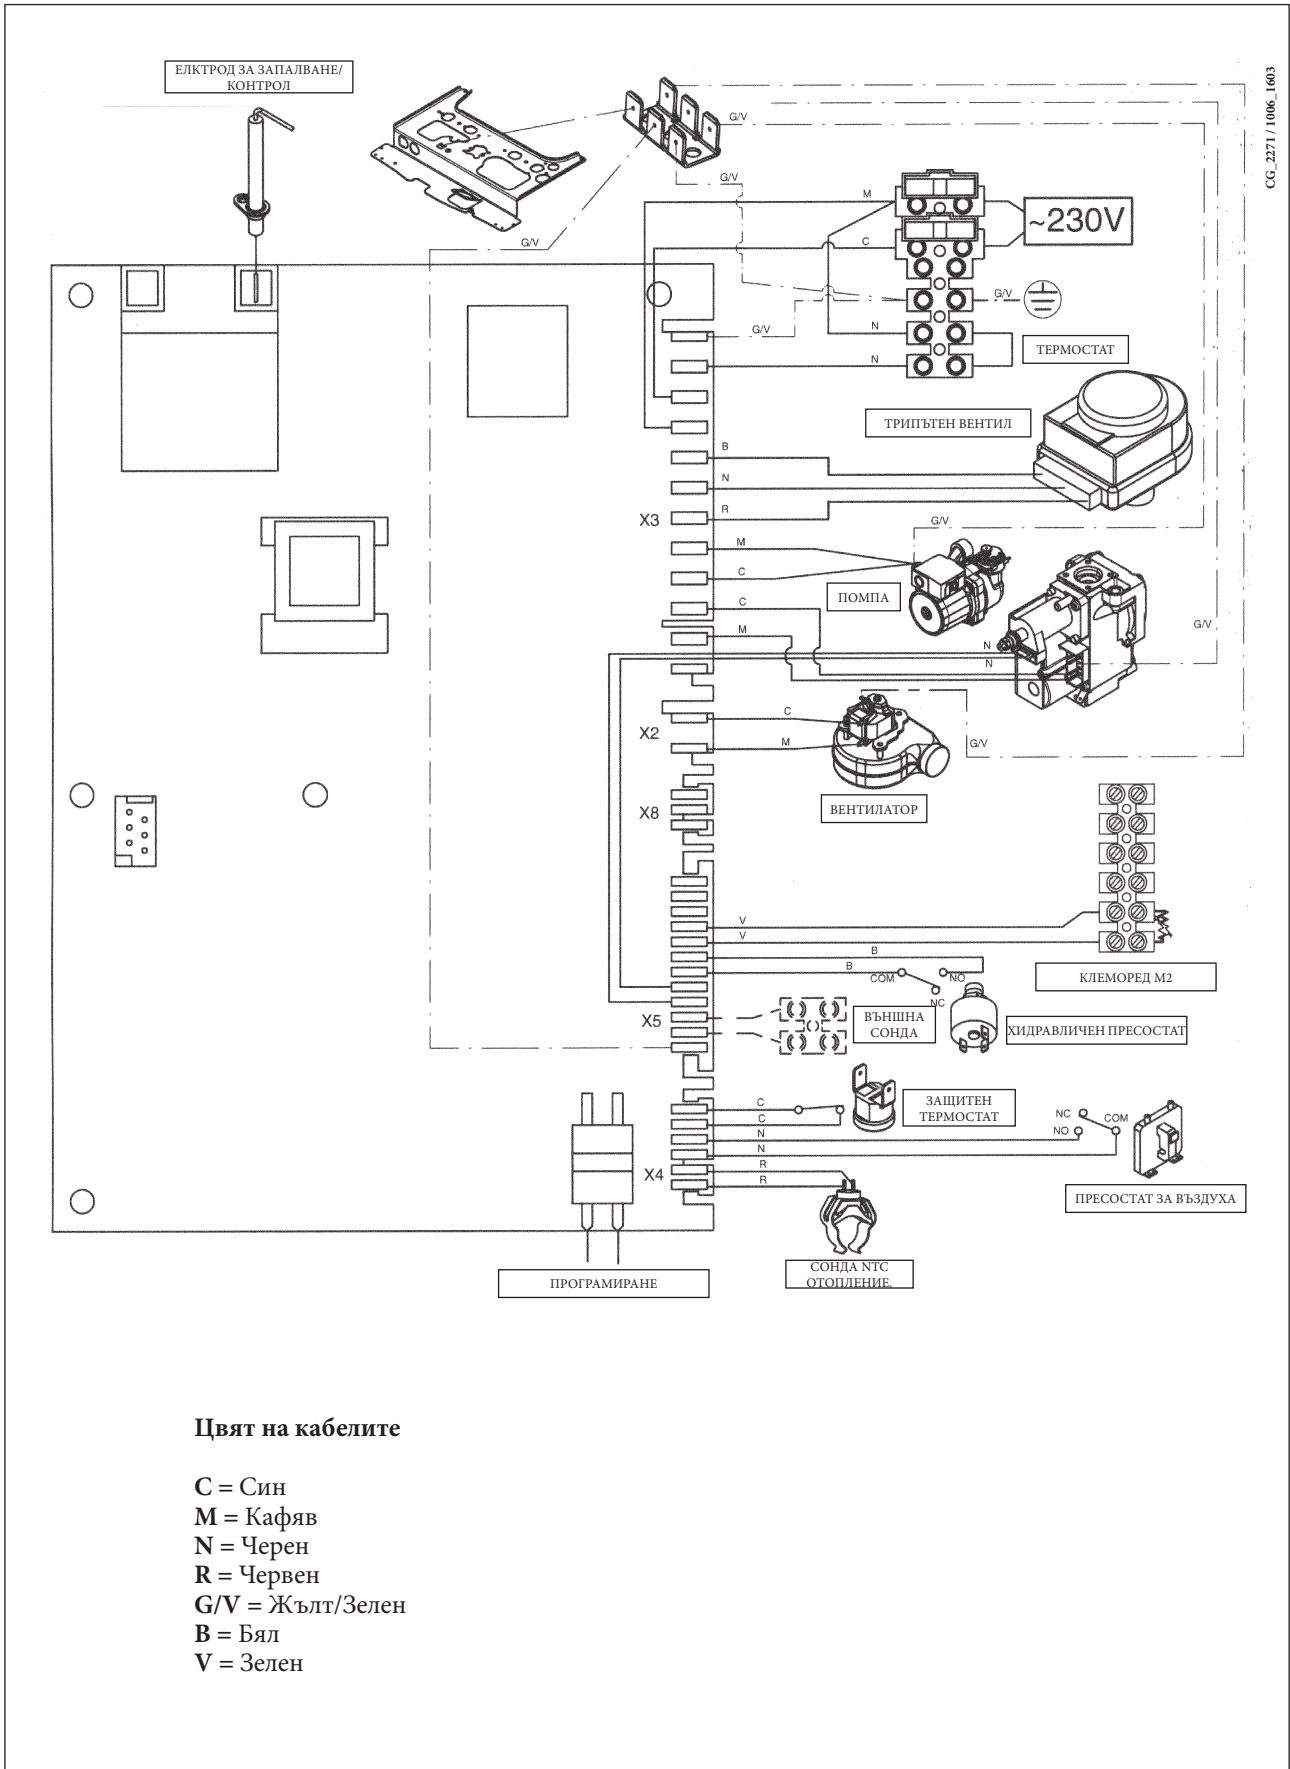 ЕЛКТРОД ЗА ЗАПАЛВАНЕ/
КОНТРОЛ
CG_2271 / 1006_1603
G/V
G/V
G/V
M
~230V
C
G/V
G/V
N
ТЕРМОСТАТ
N
ТРИПЪТЕН ВЕНТИЛ
B
N
R
X3
G/V
M
C
ПОМПА
C
G/V
M
N
N
C
X2
M
G/V
ВЕНТИЛАТОР
X8
V
V
B
B
COM
NO
КЛЕМОРЕД M2
NC
X5
ВЪНШНА
СОНДА
ХИДРАВЛИЧЕН ПРЕСОСТАТ
C
C
ЗАЩИТЕН
ТЕРМОСТАТ
NC
COM
NO
N
N
R
X4
R
ПРЕСОСТАТ ЗА ВЪЗДУХА
СОНДА NTC
ОТОПЛЕНИЕ.
ПРОГРАМИРАНЕ
Цвят на кабелите
C = Син
M = Кафяв
N = Черен
R = Червен
G/V = Жълт/Зелен
B = Бял
V = Зелен